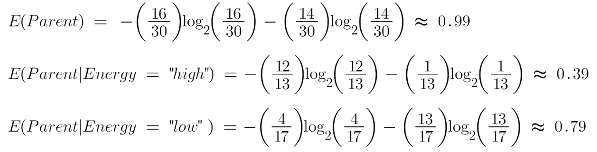 E(Parent) = −(16/30)log₂(16/30) − (14/30)log₂(14/30) ≈ 0.99
E(Parent|Energy = "high") = −(12/13)log₂(12/13) − (1/13)log₂(1/13) ≈ 0.39
E(Parent|Energy = "low" ) = −(4/17)log₂(4/17) − (13/17)log₂(13/17) ≈ 0.79